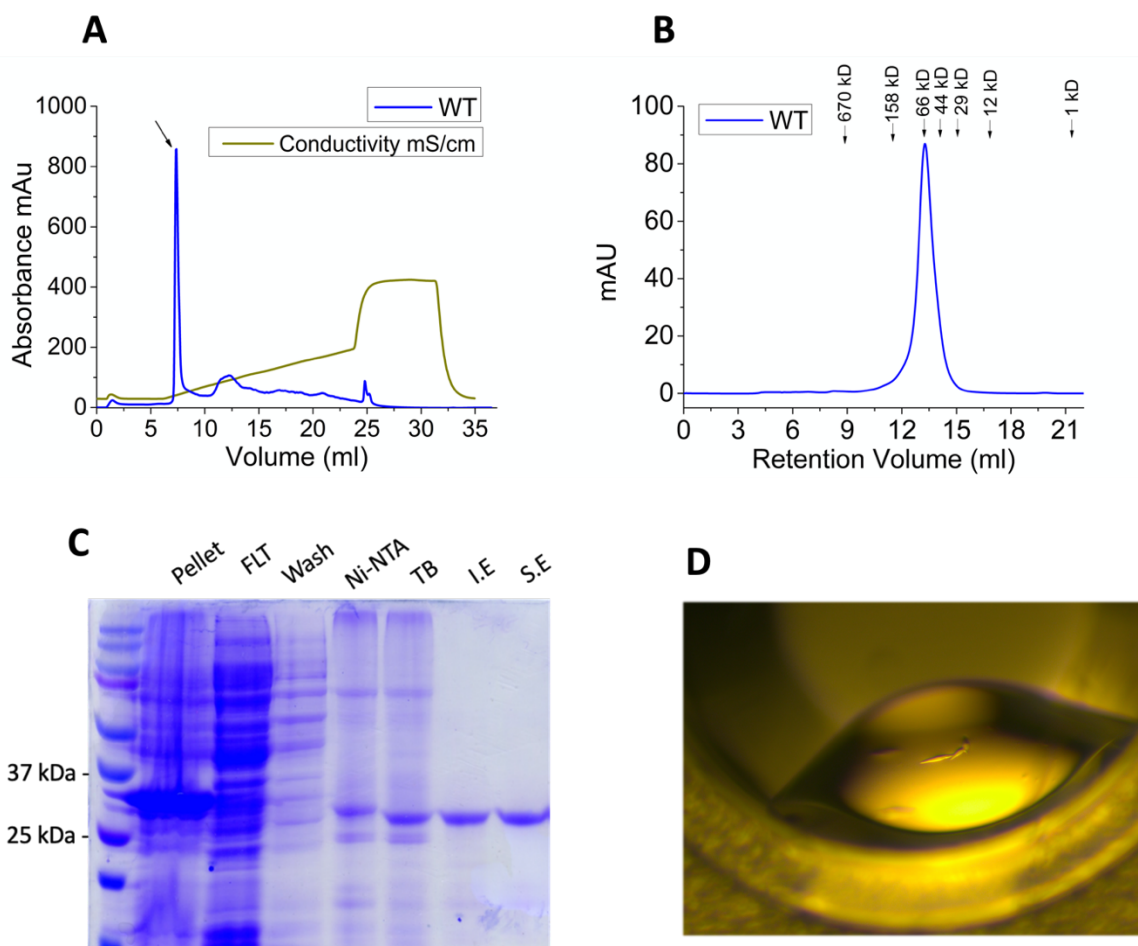 A
WT
Conductivity mS/cm
1000
800
600
400
200
0
Absorbance mAu
0 5 10 15 20 25 30 35
Volume (ml)
B
WT
670 kD
158 kD
66 kD
44 kD
29 kD
12 kD
1 kD
100
80
60
40
20
0
mAU
0 3 6 9 12 15 18 21
Retention Volume (ml)
C
Pellet FLT Wash Ni-NTA TB I.E S.E
37 kDa -
25 kDa -
D